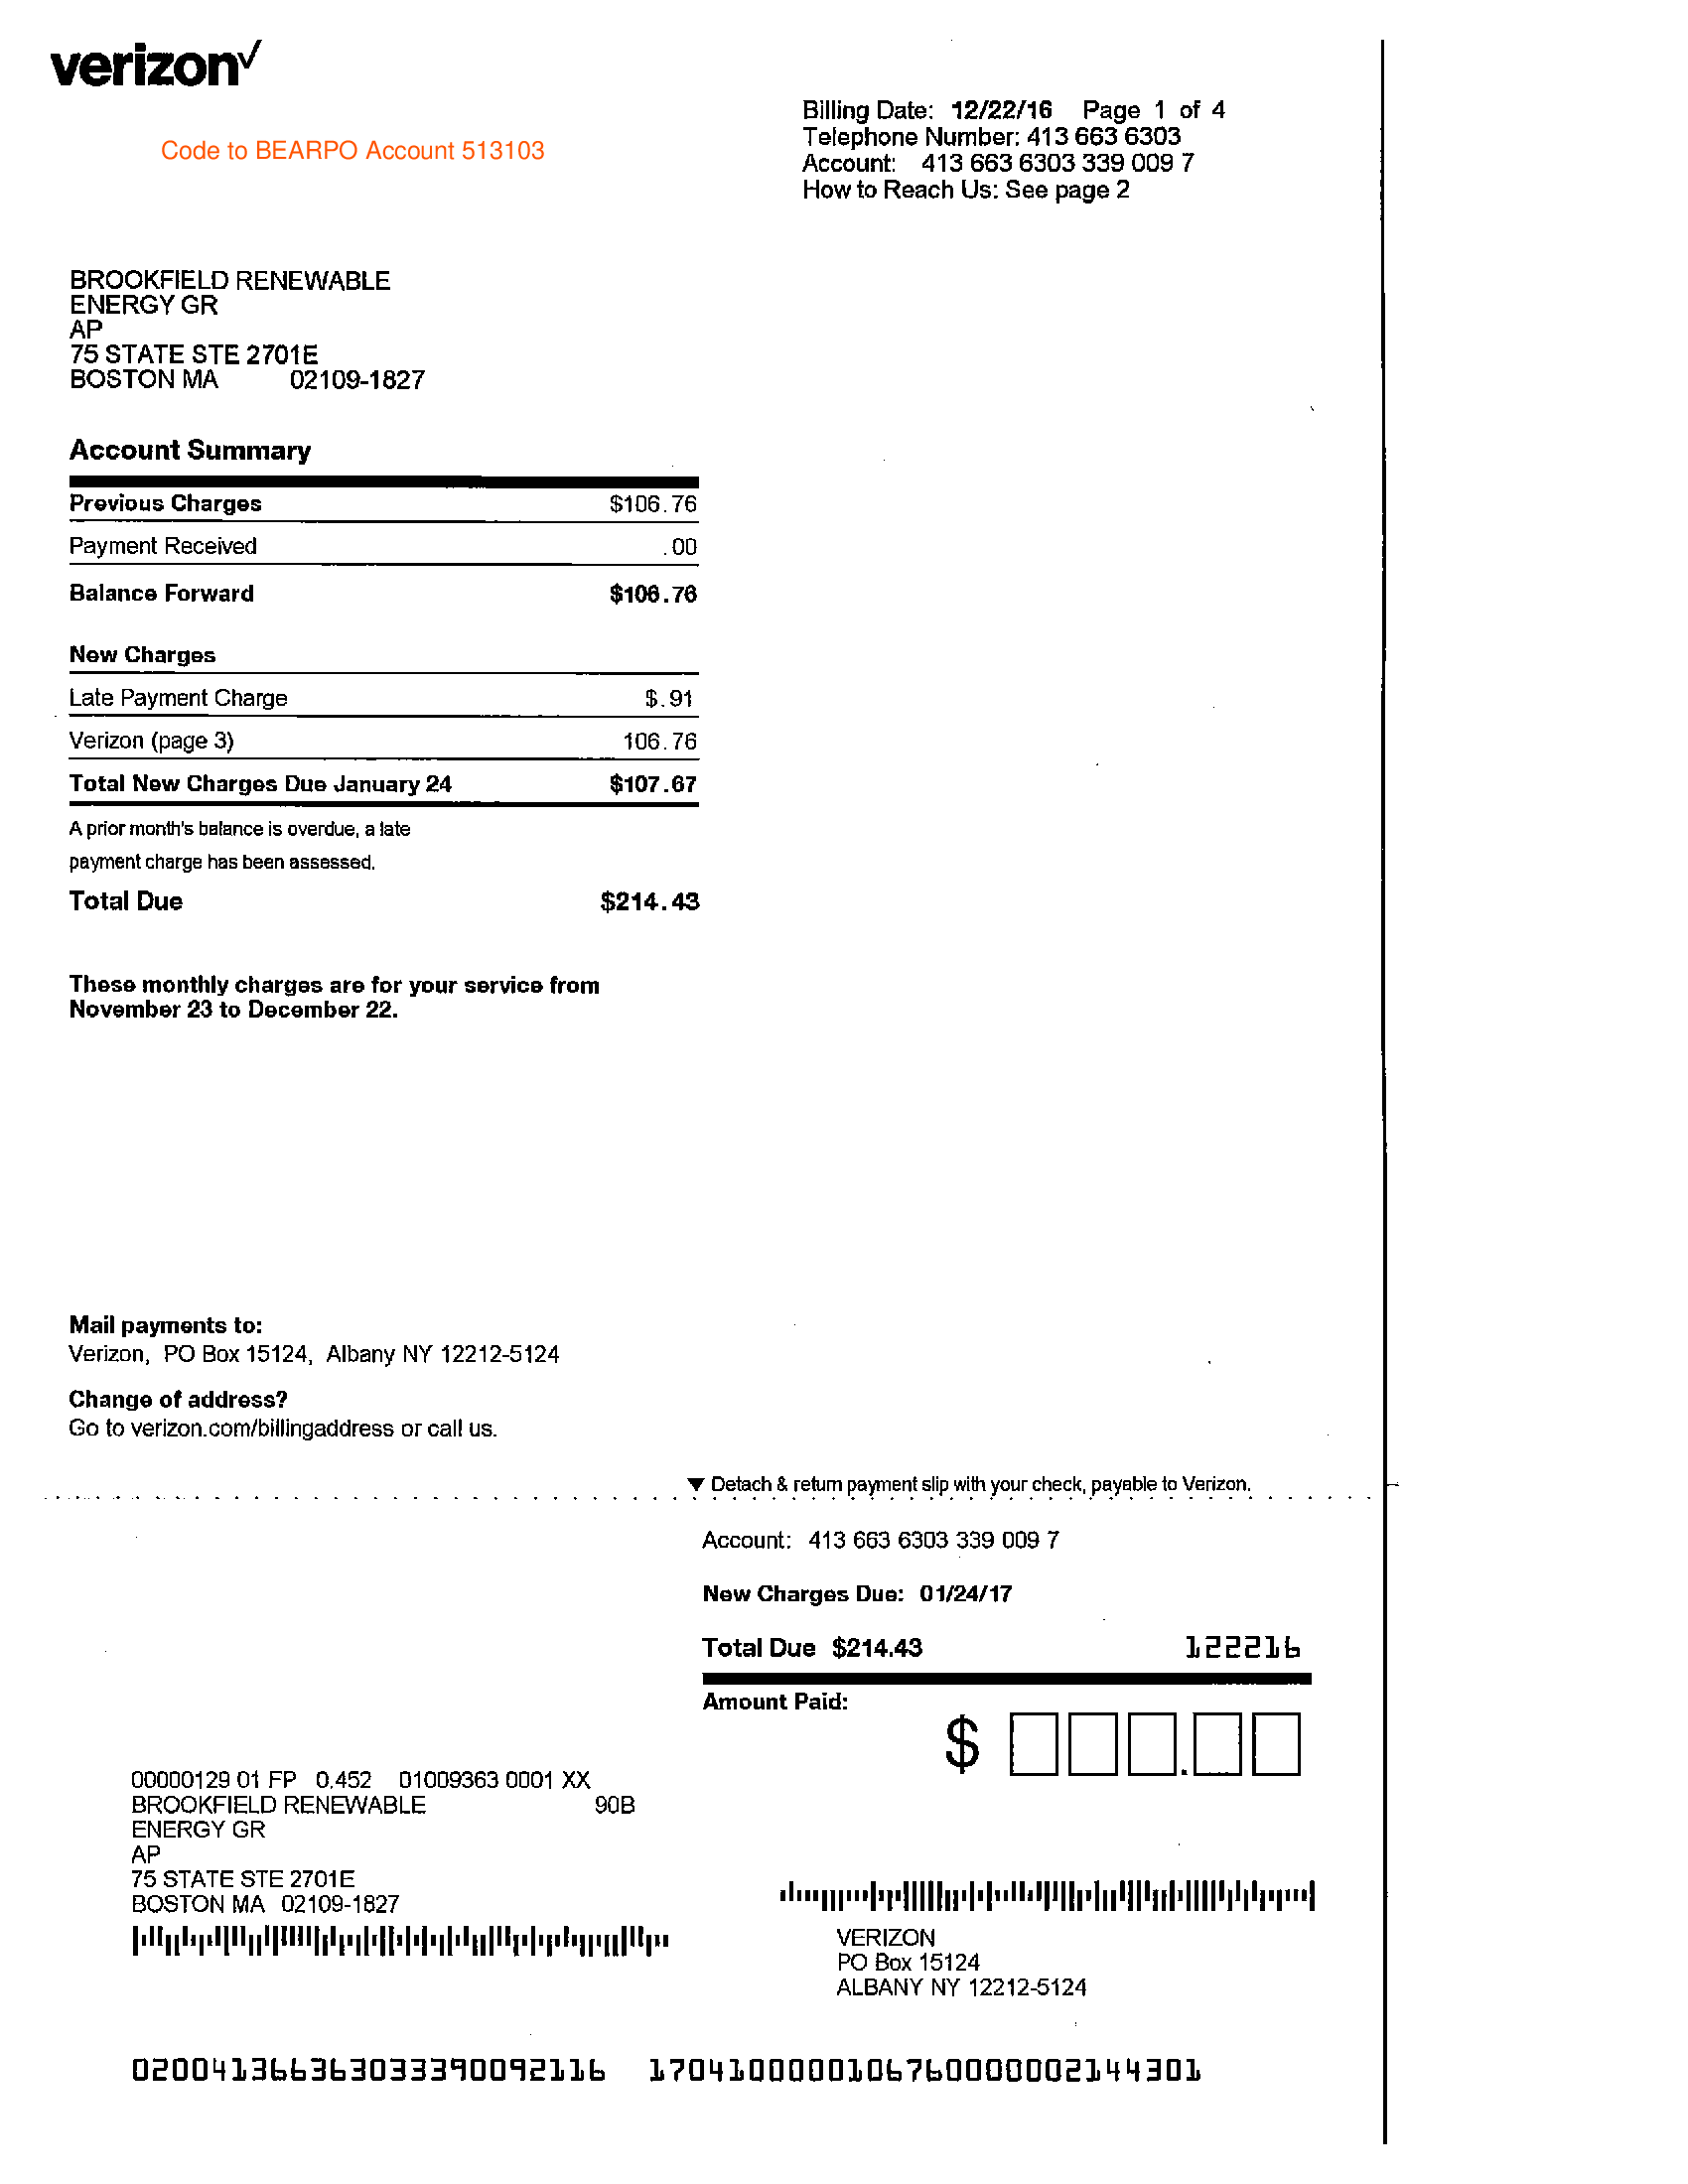 verizon✓
Billing Date: 12/22/16 Page 1 of 4
Telephone Number: 413 663 6303
Account: 413 663 6303 339 009 7
How to Reach Us: See page 2
Code to BEARPO Account 513103
BROOKFIELD RENEWABLE
ENERGY GR
AP
75 STATE STE 2701E
BOSTON MA 02109-1827
Account Summary
Previous Charges $106.76
Payment Received .00
Balance Forward $106.76
New Charges
Late Payment Charge $.91
Verizon (page 3) 106.76
Total New Charges Due January 24 $107.67
A prior month's balance is overdue, a late
payment charge has been assessed.
Total Due $214.43
These monthly charges are for your service from
November 23 to December 22.
Mail payments to:
Verizon, PO Box 15124, Albany NY 12212-5124
Change of address?
Go to verizon.com/billingaddress or call us.
▼ Detach & return payment slip with your check, payable to Verizon.
Account: 413 663 6303 339 009 7
New Charges Due: 01/24/17
Total Due $214.43 122216
Amount Paid:
$ .
00000129 01 FP 0.452 01009363 0001 XX
BROOKFIELD RENEWABLE 90B
ENERGY GR
AP
75 STATE STE 2701E
BOSTON MA 02109-1827
VERIZON
PO Box 15124
ALBANY NY 12212-5124
020041366363033390092116 17041000001067600000002144301